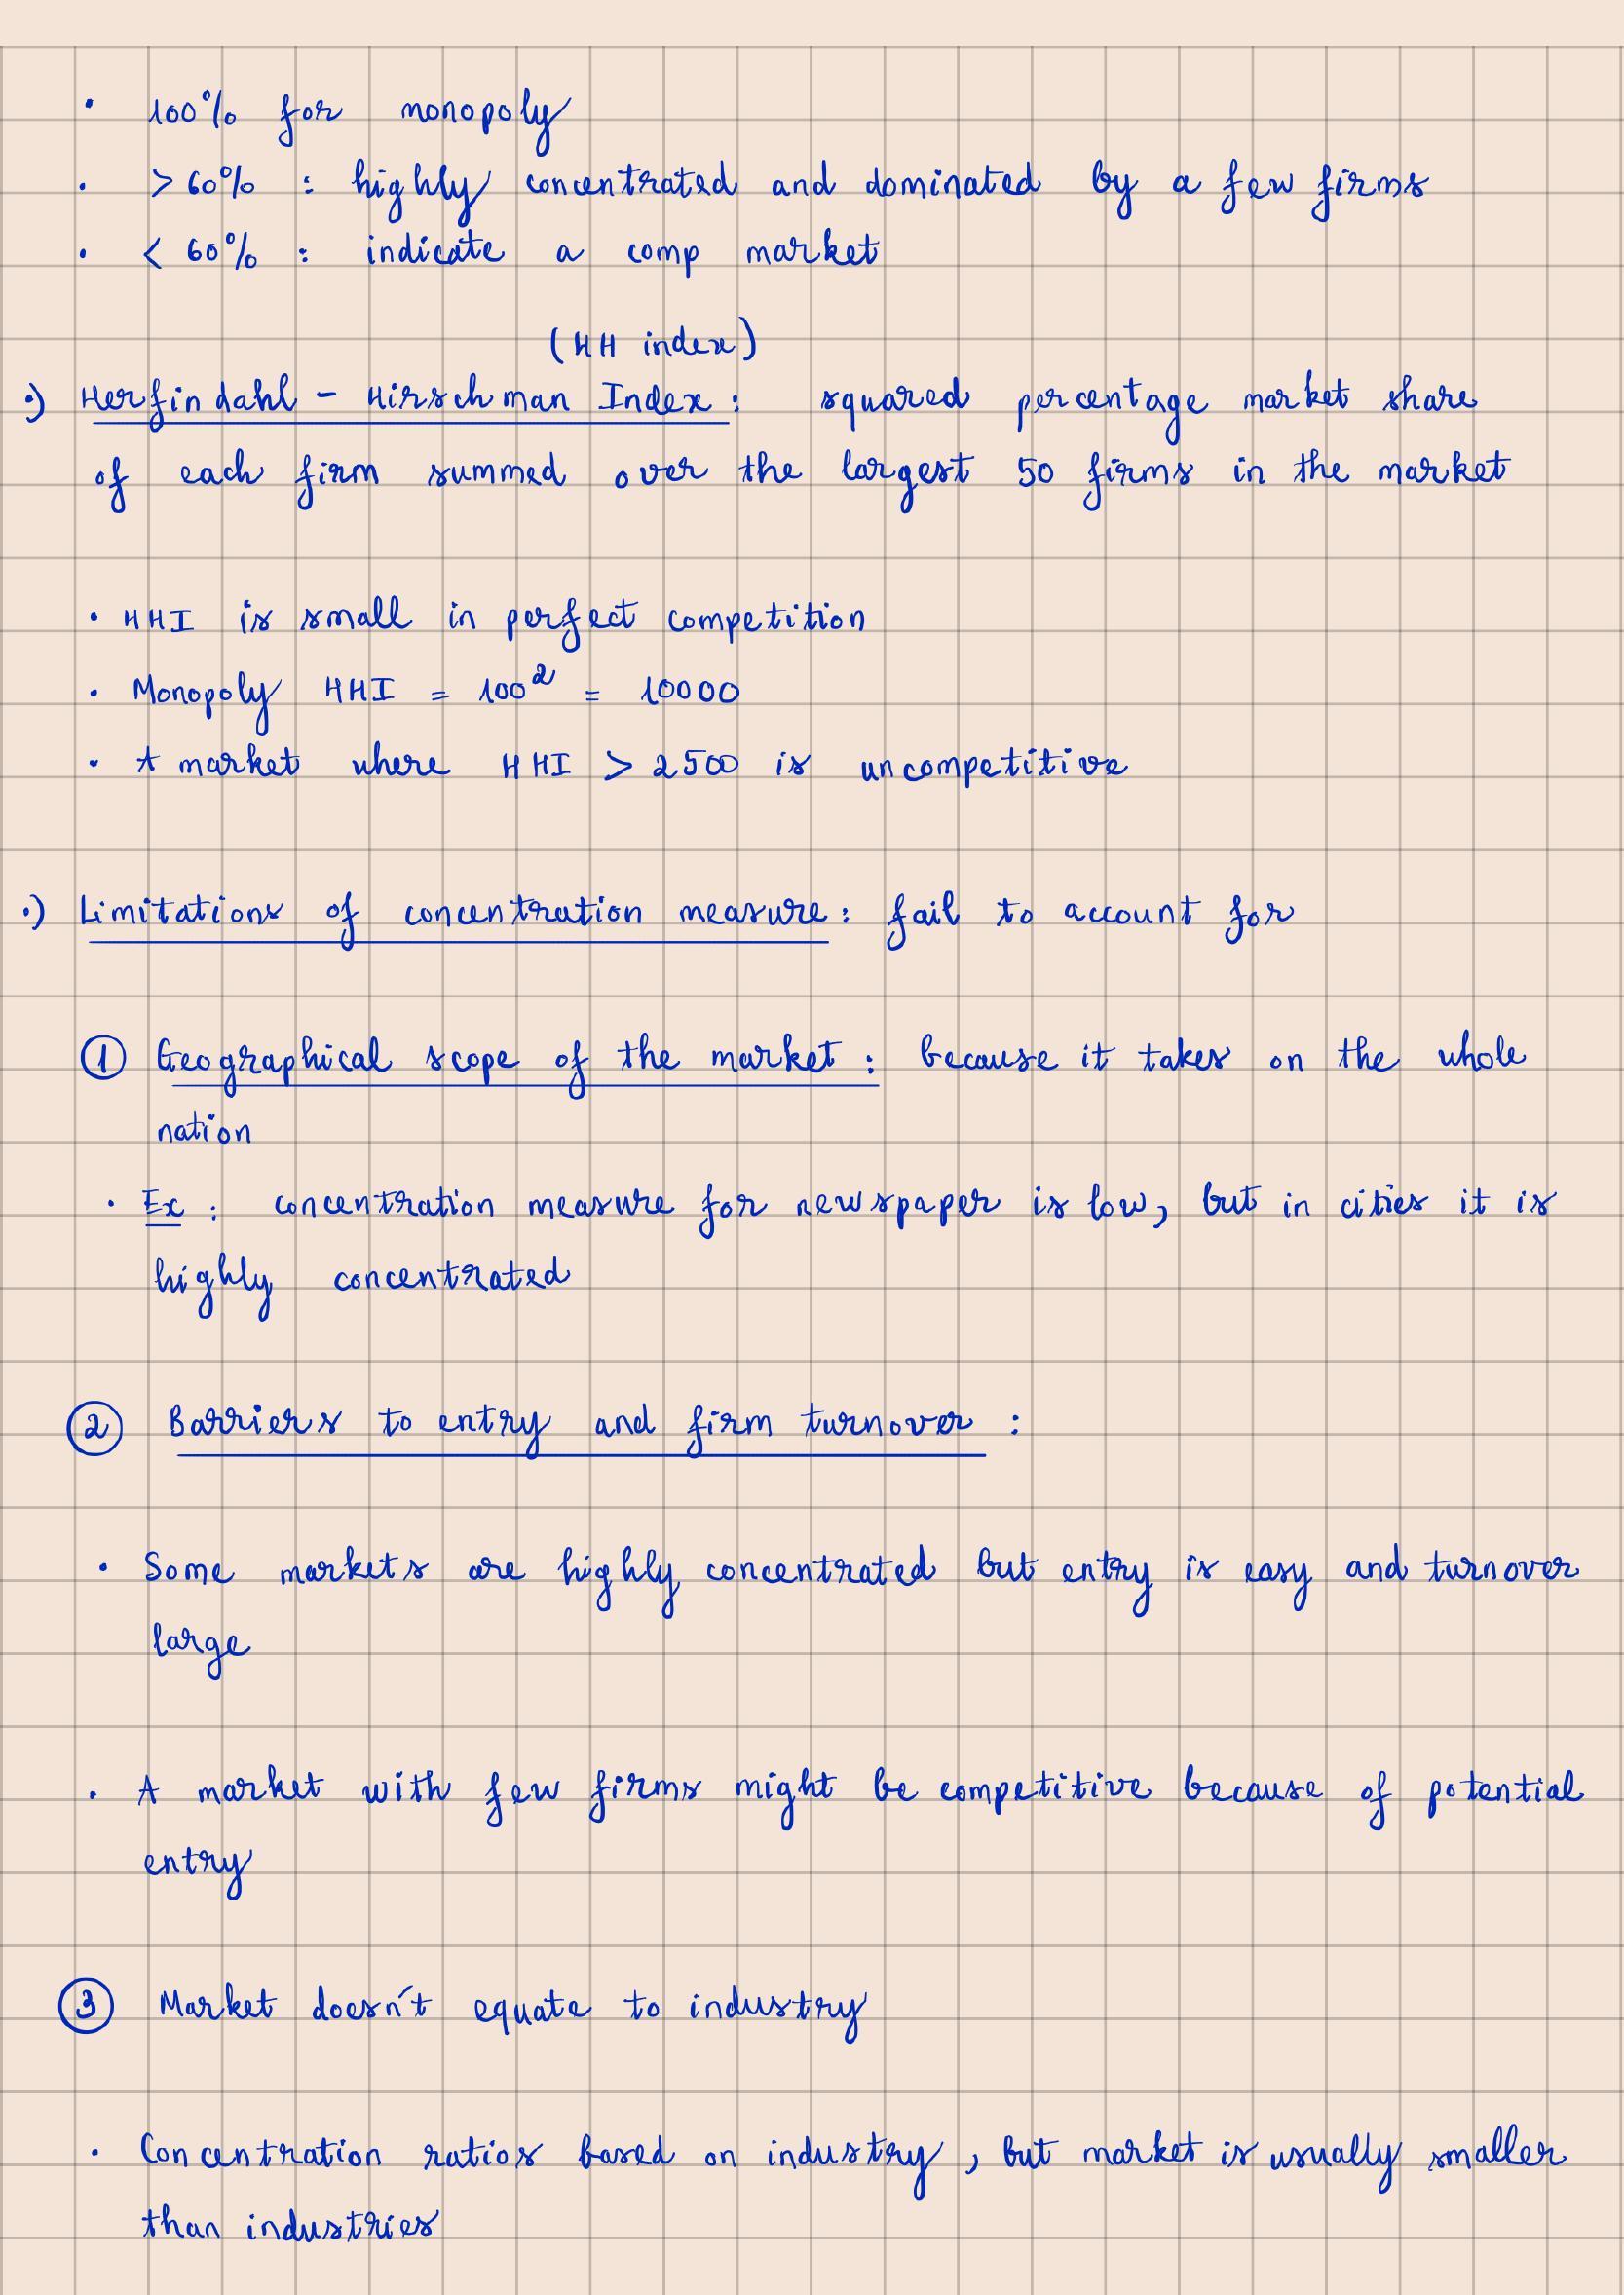 • 100% for monopoly
• > 60% : highly concentrated and dominated by a few firms
• < 60% : indicate a comp market
(HH index)
•) Herfindahl - Hirschman Index : squared percentage market share
of each firm summed over the largest 50 firms in the market
• HHI is small in perfect competition
• Monopoly HHI = 100² = 10000
• A market where HHI > 2500 is uncompetitive
•) Limitations of concentration measure : fail to account for
① Geographical scope of the market : because it takes on the whole
nation
• Ex : concentration measure for newspaper is low, but in cities it is
highly concentrated
② Barriers to entry and firm turnover :
• Some markets are highly concentrated but entry is easy and turnover
large
• A market with few firms might be competitive because of potential
entry
③ Market doesn't equate to industry
• Concentration ratios based on industry, but market is usually smaller
than industries